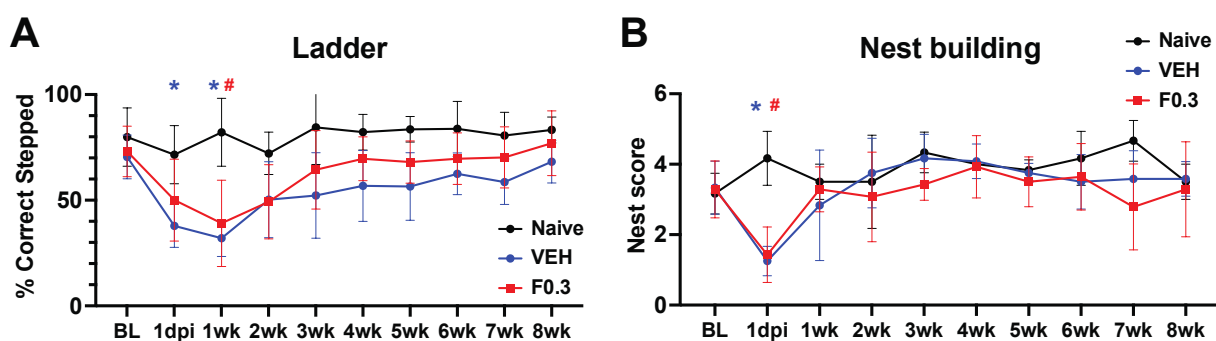 A
Ladder
* * #
% Correct Stepped
100
50
0
Naive
VEH
F0.3
BL 1dpi 1wk 2wk 3wk 4wk 5wk 6wk 7wk 8wk
B
Nest building
Naive
VEH
F0.3
* #
Nest score
6
4
2
0
BL 1dpi 1wk 2wk 3wk 4wk 5wk 6wk 7wk 8wk